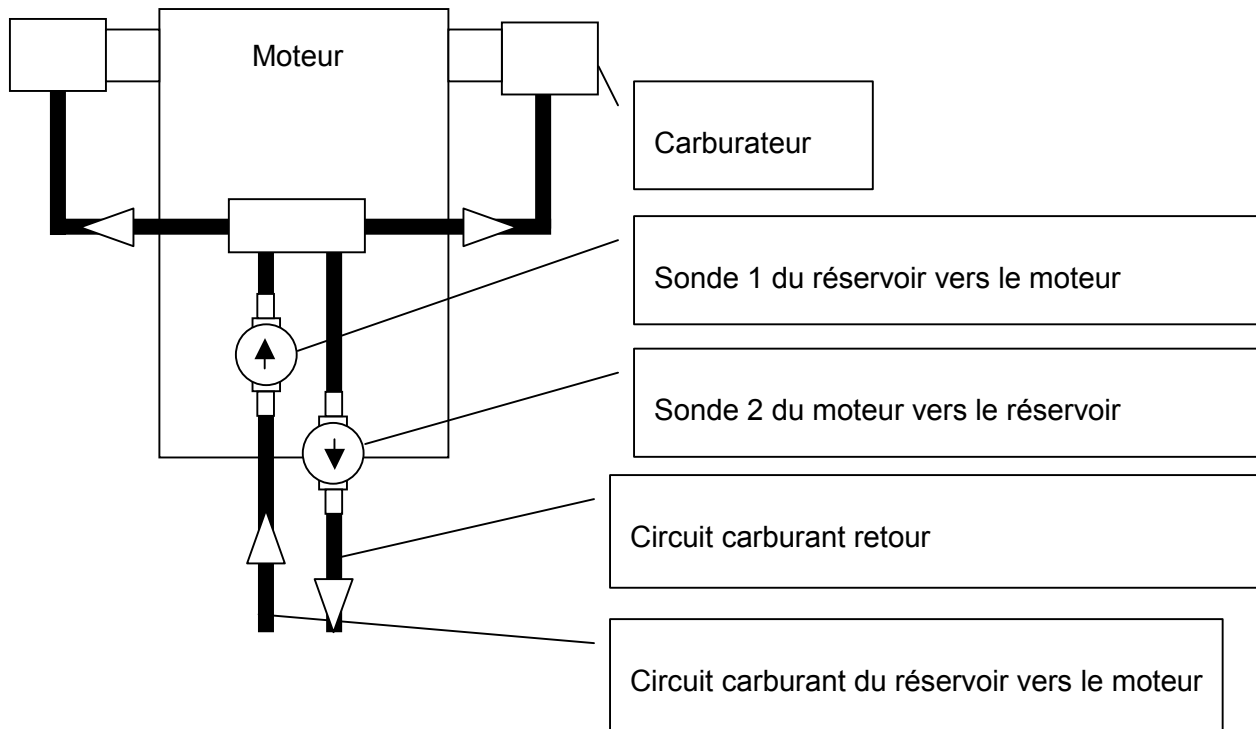 Moteur
Carburateur
Sonde 1 du réservoir vers le moteur
Sonde 2 du moteur vers le réservoir
Circuit carburant retour
Circuit carburant du réservoir vers le moteur